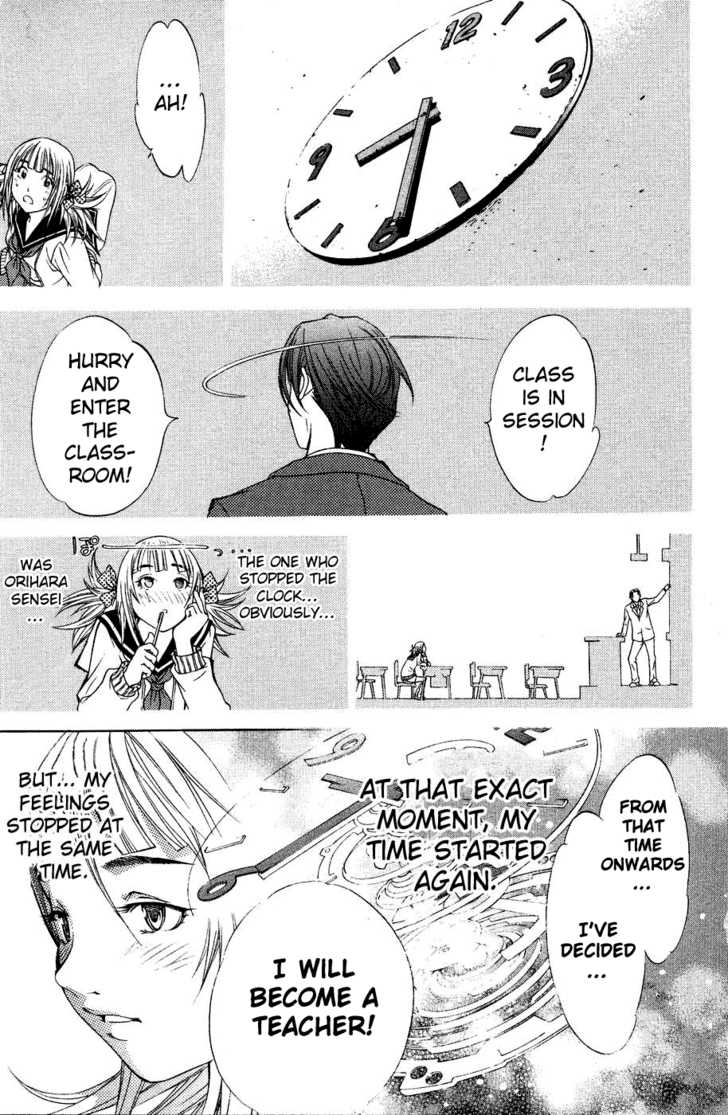 12
3
9
6
...
AH!
CLASS
IS IN
SESSION
!
HURRY
AND
ENTER
THE
CLASS-
ROOM!
THE ONE WHO
STOPPED THE
CLOCK...
OBVIOUSLY...
ぽ
WAS
ORIHARA
SENSEI
...
FROM
THAT
TIME
ONWARDS
...
I'VE
DECIDED
...
AT THAT EXACT
MOMENT, MY
TIME STARTED
AGAIN.
I WILL
BECOME A
TEACHER!
BUT... MY
FEELINGS
STOPPED AT
THE SAME
TIME.